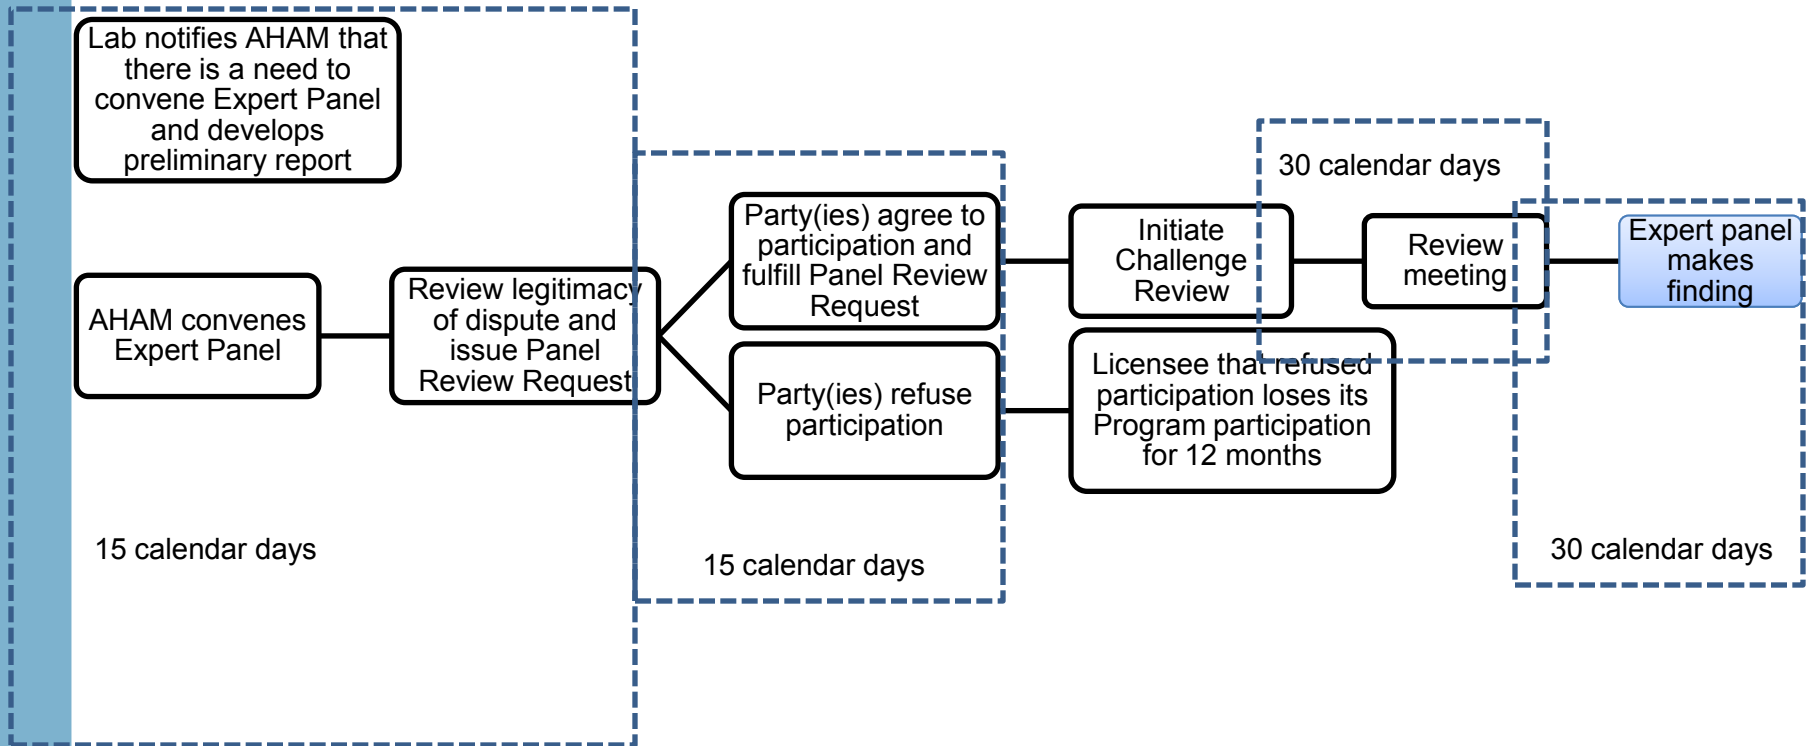 Lab notifies AHAM that
there is a need to
convene Expert Panel
and develops
preliminary report
AHAM convenes
Expert Panel
Review legitimacy
of dispute and
issue Panel
Review Request
15 calendar days
Party(ies) agree to
participation and
fulfill Panel Review
Request
Party(ies) refuse
participation
15 calendar days
Initiate
Challenge
Review
Licensee that refused
participation loses its
Program participation
for 12 months
30 calendar days
Review
meeting
Expert panel
makes
finding
30 calendar days